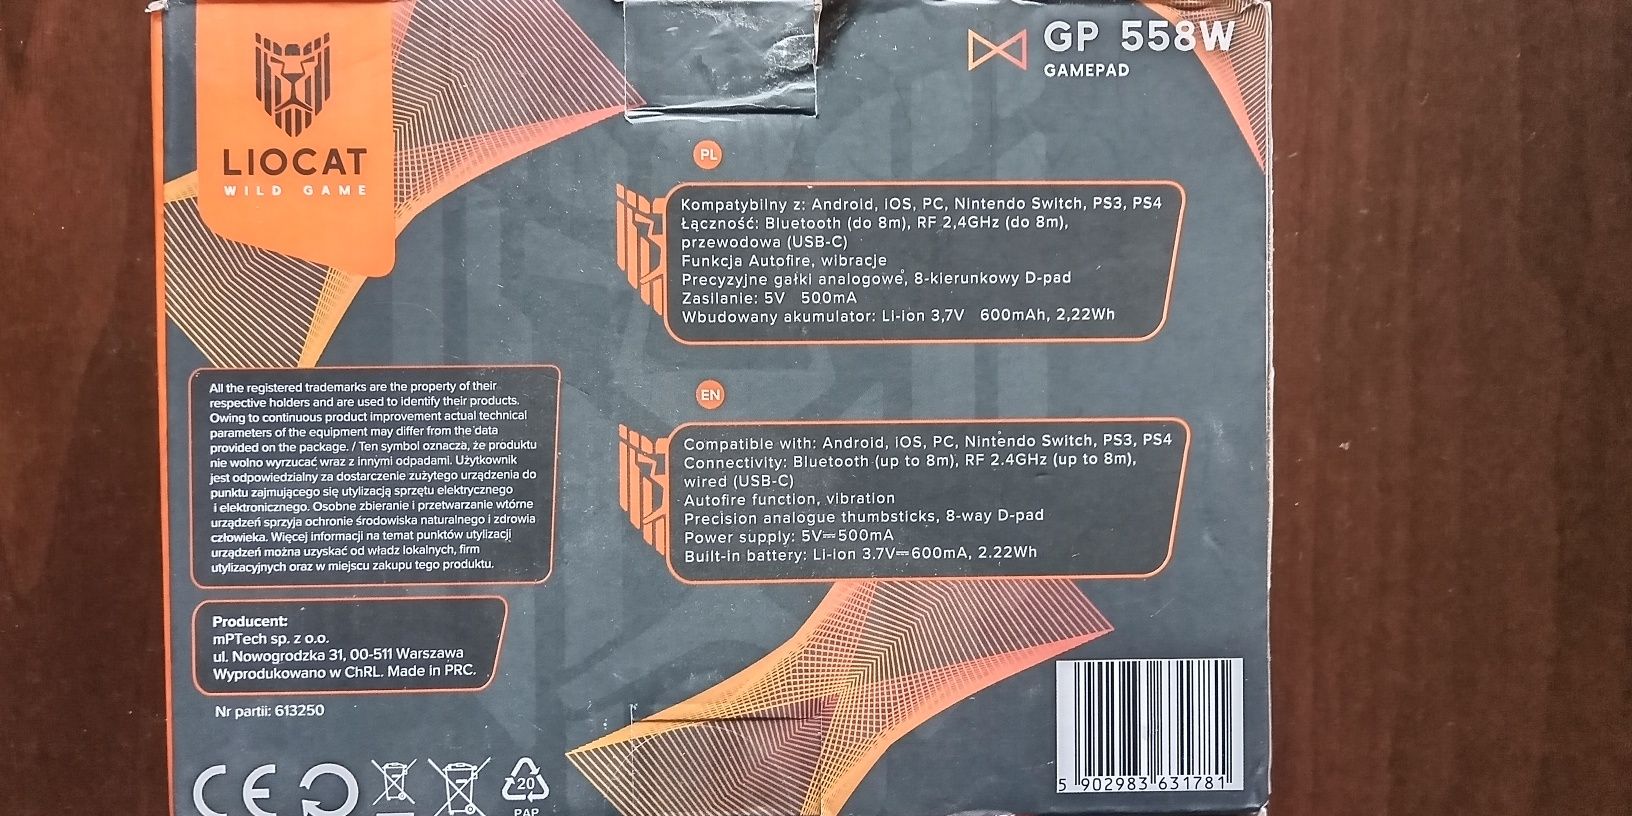 LIOCAT
WILD GAME
GP 558W
GAMEPAD
PL
Kompatybilny z: Android, iOS, PC, Nintendo Switch, PS3, PS4
Łączność: Bluetooth (do 8m), RF 2,4GHz (do 8m),
przewodowa (USB-C)
Funkcja Autofire, wibracje
Precyzyjne gałki analogowe, 8-kierunkowy D-pad
Zasilanie: 5V 500mA
Wbudowany akumulator: Li-ion 3,7V 600mAh, 2,22Wh
EN
Compatible with: Android, iOS, PC, Nintendo Switch, PS3, PS4
Connectivity: Bluetooth (up to 8m), RF 2.4GHz (up to 8m),
wired (USB-C)
Autofire function, vibration
Precision analogue thumbsticks, 8-way D-pad
Power supply: 5V⎓500mA
Built-in battery: Li-ion 3.7V⎓600mA, 2.22Wh
All the registered trademarks are the property of their
respective holders and are used to identify their products.
Owing to continuous product improvement actual technical
parameters of the equipment may differ from the data
provided on the package. / Ten symbol oznacza, że produktu
nie wolno wyrzucać wraz z innymi odpadami. Użytkownik
jest odpowiedzialny za dostarczenie zużytego urządzenia do
punktu zajmującego się utylizacją sprzętu elektrycznego
i elektronicznego. Osobne zbieranie i przetwarzanie wtórne
urządzeń sprzyja ochronie środowiska naturalnego i zdrowia
człowieka. Więcej informacji na temat punktów utylizacji
urządzeń można uzyskać od władz lokalnych, firm
utylizacyjnych oraz w miejscu zakupu tego produktu.
Producent:
mPTech sp. z o.o.
ul. Nowogrodzka 31, 00-511 Warszawa
Wyprodukowano w ChRL. Made in PRC.
Nr partii: 613250
CE
20
PAP
5 902983 631781